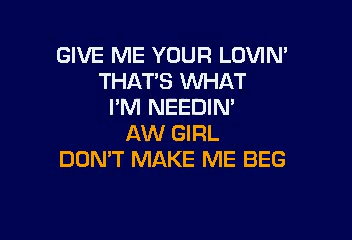 GIVE ME YOUR LOVIN'
THAT'S WHAT
I'M NEEDIN'
AW GIRL
DON'T MAKE ME BEG